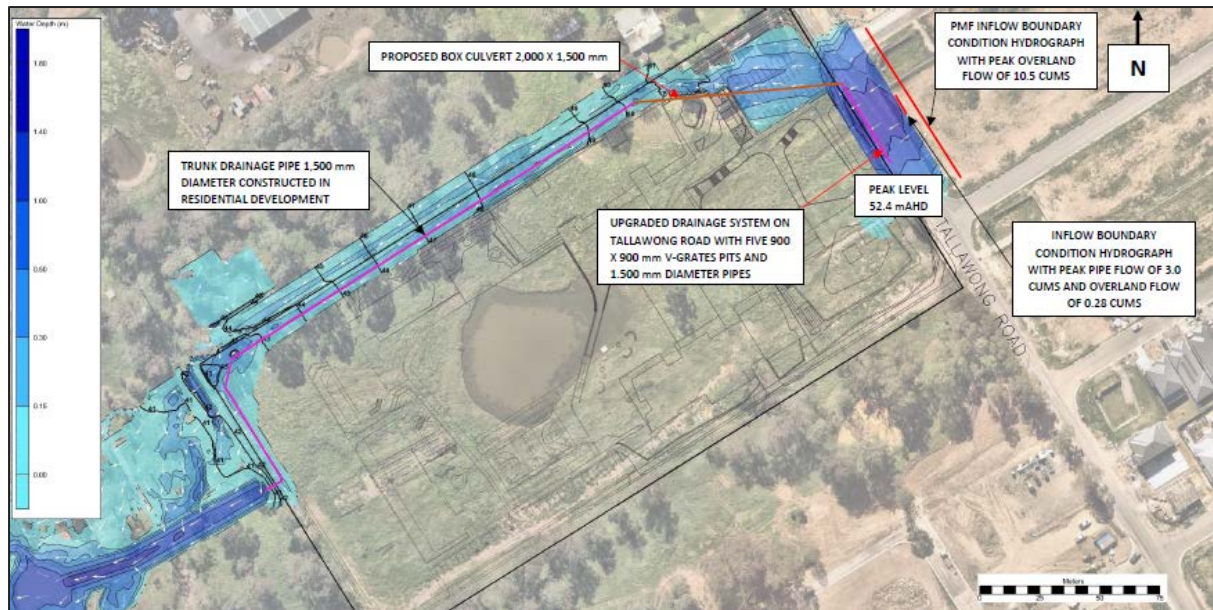 Water Depth (m)
1.80
1.40
1.00
0.30
0.15
0.00
PROPOSED BOX CULVERT 2,000 X 1,500 mm
PMF INFLOW BOUNDARY
CONDITION HYDROGRAPH
WITH PEAK OVERLAND
FLOW OF 10.5 CUMS
N
TRUNK DRAINAGE PIPE 1,500 mm
DIAMETER CONSTRUCTED IN
RESIDENTIAL DEVELOPMENT
PEAK LEVEL
52.4 mAHD
UPGRADED DRAINAGE SYSTEM ON
TALLAWONG ROAD WITH FIVE 900
X 900 mm V-GRATES PITS AND
1.500 mm DIAMETER PIPES
INFLOW BOUNDARY
CONDITION HYDROGRAPH
WITH PEAK PIPE FLOW OF 3.0
CUMS AND OVERLAND FLOW
OF 0.28 CUMS
TALLAWONG ROAD
Meters
0 25 50 75